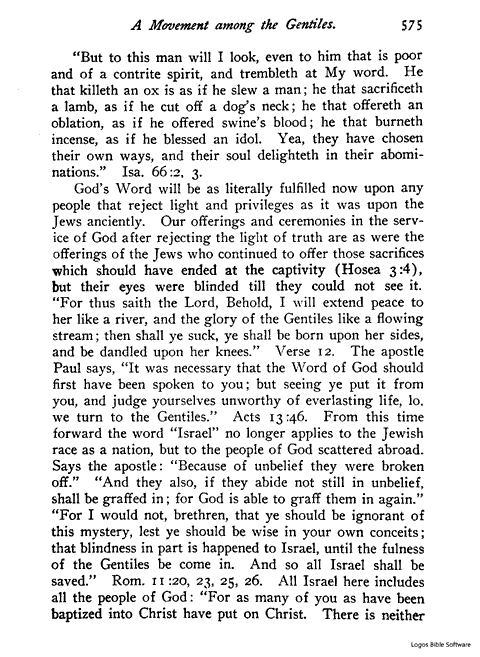 A Movement among the Gentiles. 575
"But to this man will I look, even to him that is poor
and of a contrite spirit, and trembleth at My word. He
that killeth an ox is as if he slew a man; he that sacrificeth
a lamb, as if he cut off a dog's neck; he that offereth an
oblation, as if he offered swine's blood; he that burneth
incense, as if he blessed an idol. Yea, they have chosen
their own ways, and their soul delighteth in their abomi-
nations." Isa. 66:2, 3.
God's Word will be as literally fulfilled now upon any
people that reject light and privileges as it was upon the
Jews anciently. Our offerings and ceremonies in the serv-
ice of God after rejecting the light of truth are as were the
offerings of the Jews who continued to offer those sacrifices
which should have ended at the captivity (Hosea 3:4),
but their eyes were blinded till they could not see it.
"For thus saith the Lord, Behold, I will extend peace to
her like a river, and the glory of the Gentiles like a flowing
stream; then shall ye suck, ye shall be born upon her sides,
and be dandled upon her knees." Verse 12. The apostle
Paul says, "It was necessary that the Word of God should
first have been spoken to you; but seeing ye put it from
you, and judge yourselves unworthy of everlasting life, lo.
we turn to the Gentiles." Acts 13:46. From this time
forward the word "Israel" no longer applies to the Jewish
race as a nation, but to the people of God scattered abroad.
Says the apostle: "Because of unbelief they were broken
off." "And they also, if they abide not still in unbelief,
shall be graffed in; for God is able to graff them in again."
"For I would not, brethren, that ye should be ignorant of
this mystery, lest ye should be wise in your own conceits;
that blindness in part is happened to Israel, until the fulness
of the Gentiles be come in. And so all Israel shall be
saved." Rom. 11:20, 23, 25, 26. All Israel here includes
all the people of God: "For as many of you as have been
baptized into Christ have put on Christ. There is neither
Logos Bible Software